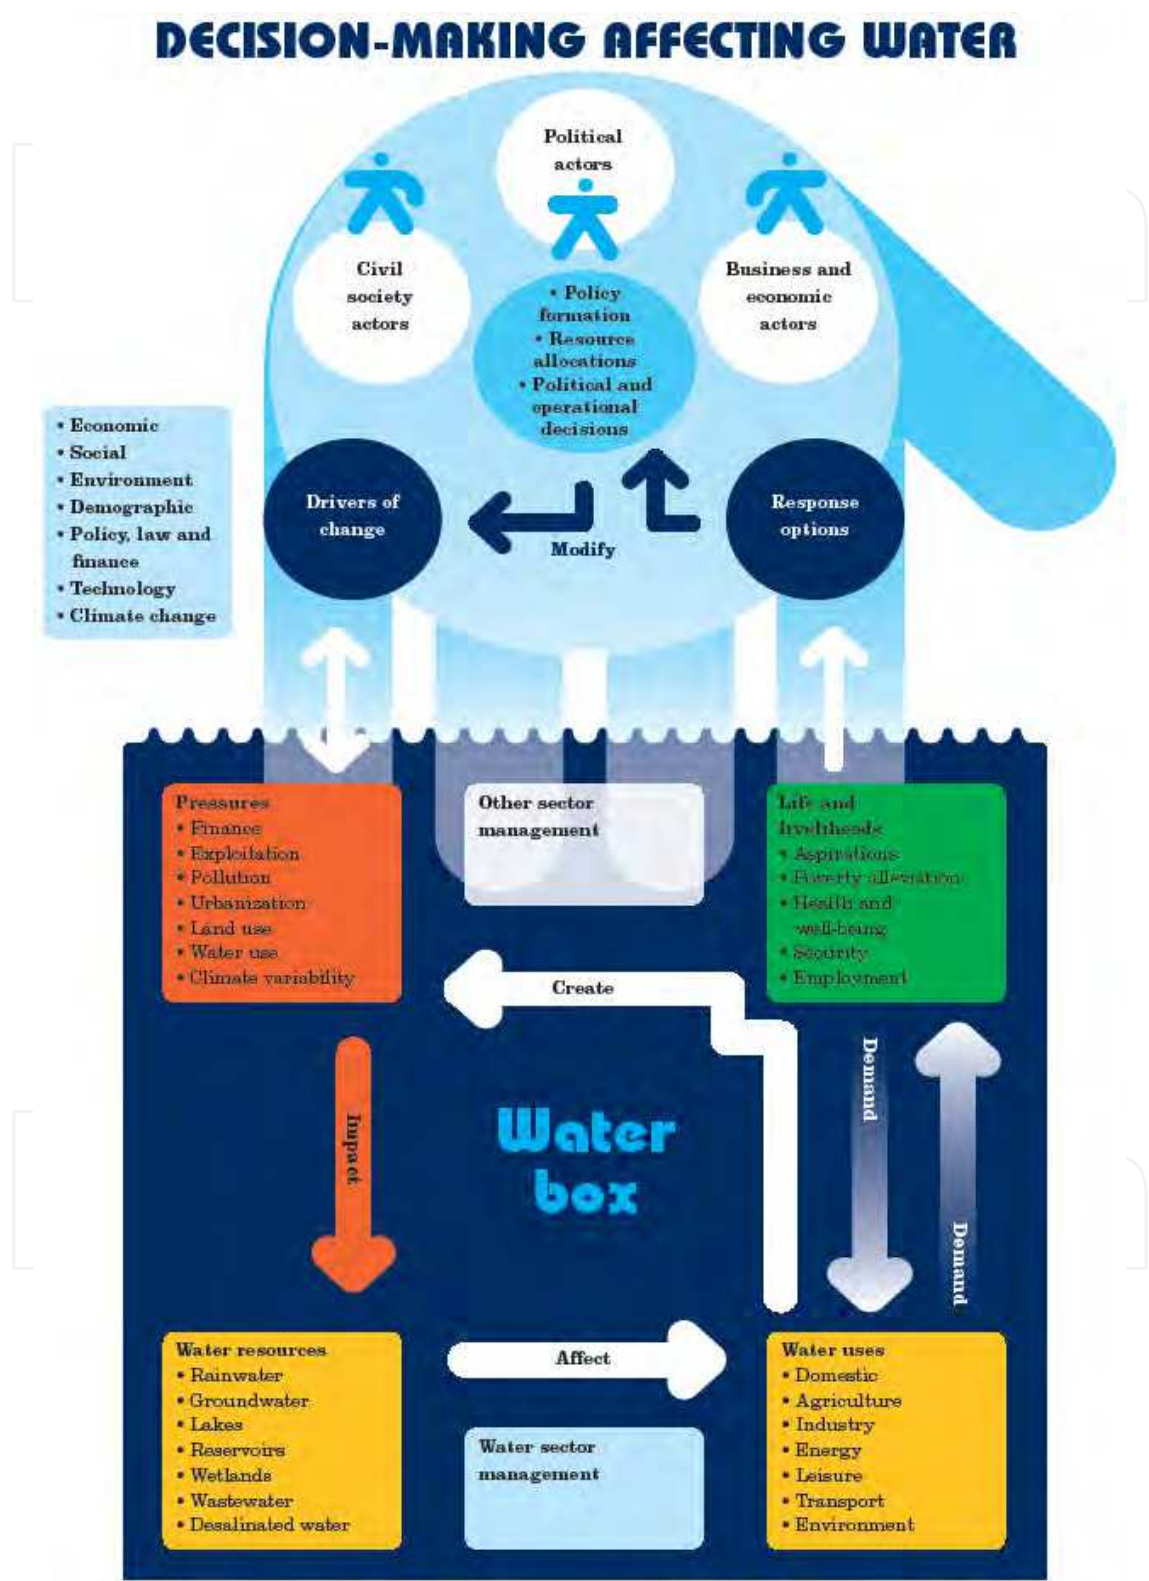 DECISION-MAKING AFFECTING WATER
Political
actors
Civil
society
actors
Business and
economic
actors
• Policy
formation
• Resource
allocations
• Political and
operational
decisions
• Economic
• Social
• Environment
• Demographic
• Policy, law and
finance
• Technology
• Climate change
Drivers of
change
Modify
Response
options
Pressures
• Finance
• Exploitation
• Pollution
• Urbanization
• Land use
• Water use
• Climate variability
Other sector
management
Life and
livelihoods
• Aspirations
• Poverty alleviation
• Health and
well-being
• Security
• Employment
Create
Impact
Water
box
Demand
Demand
Water resources
• Rainwater
• Groundwater
• Lakes
• Reservoirs
• Wetlands
• Wastewater
• Desalinated water
Affect
Water sector
management
Water uses
• Domestic
• Agriculture
• Industry
• Energy
• Leisure
• Transport
• Environment